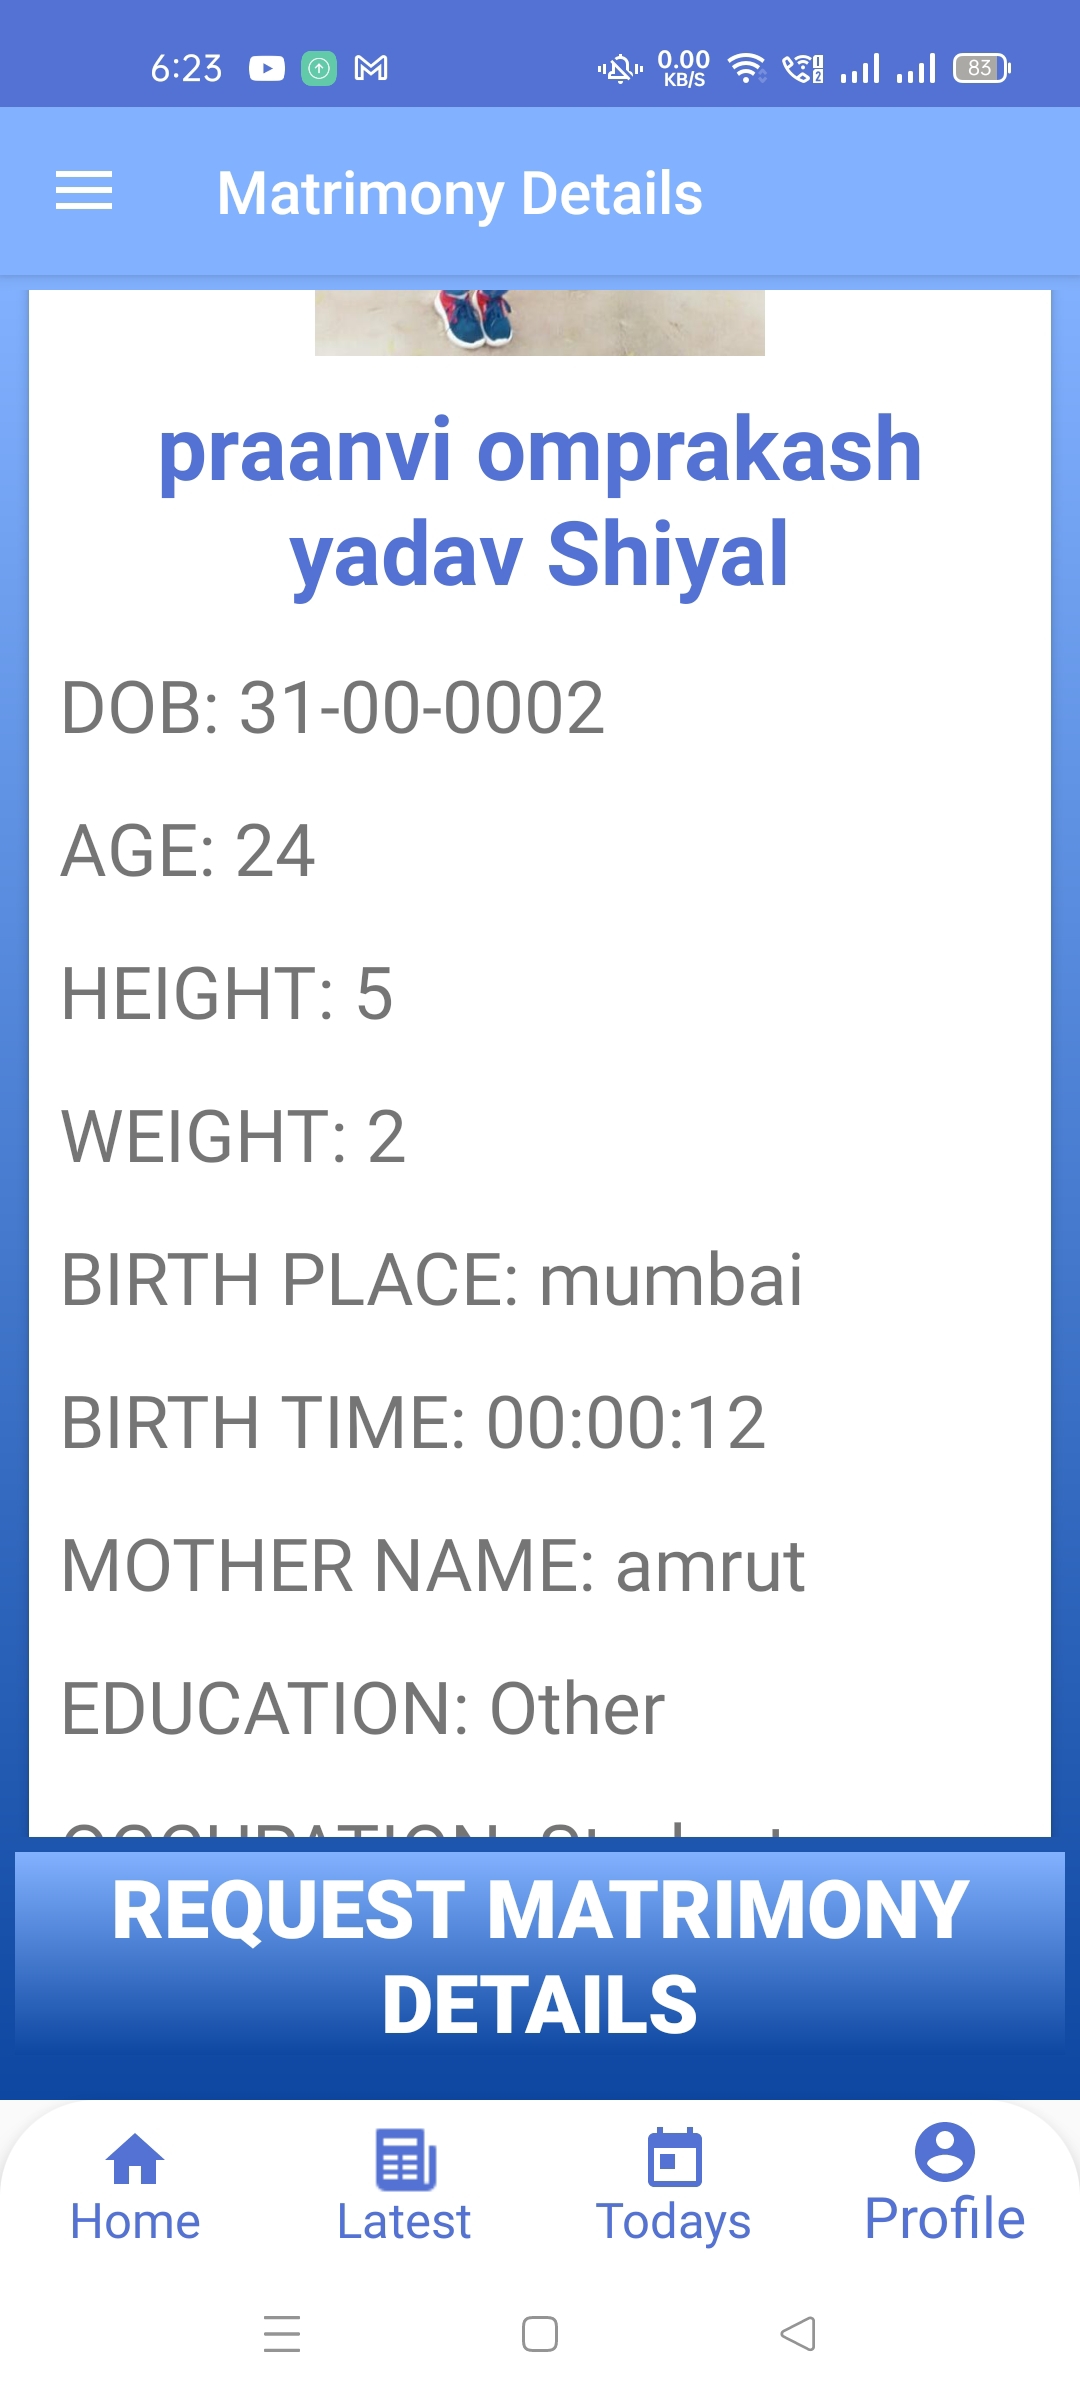 6:23
0.00
KB/S
83
Matrimony Details
praanvi omprakash
yadav Shiyal
DOB: 31-00-0002
AGE: 24
HEIGHT: 5
WEIGHT: 2
BIRTH PLACE: mumbai
BIRTH TIME: 00:00:12
MOTHER NAME: amrut
EDUCATION: Other
OCCUPATION: Student
REQUEST MATRIMONY
DETAILS
Home
Latest
Todays
Profile